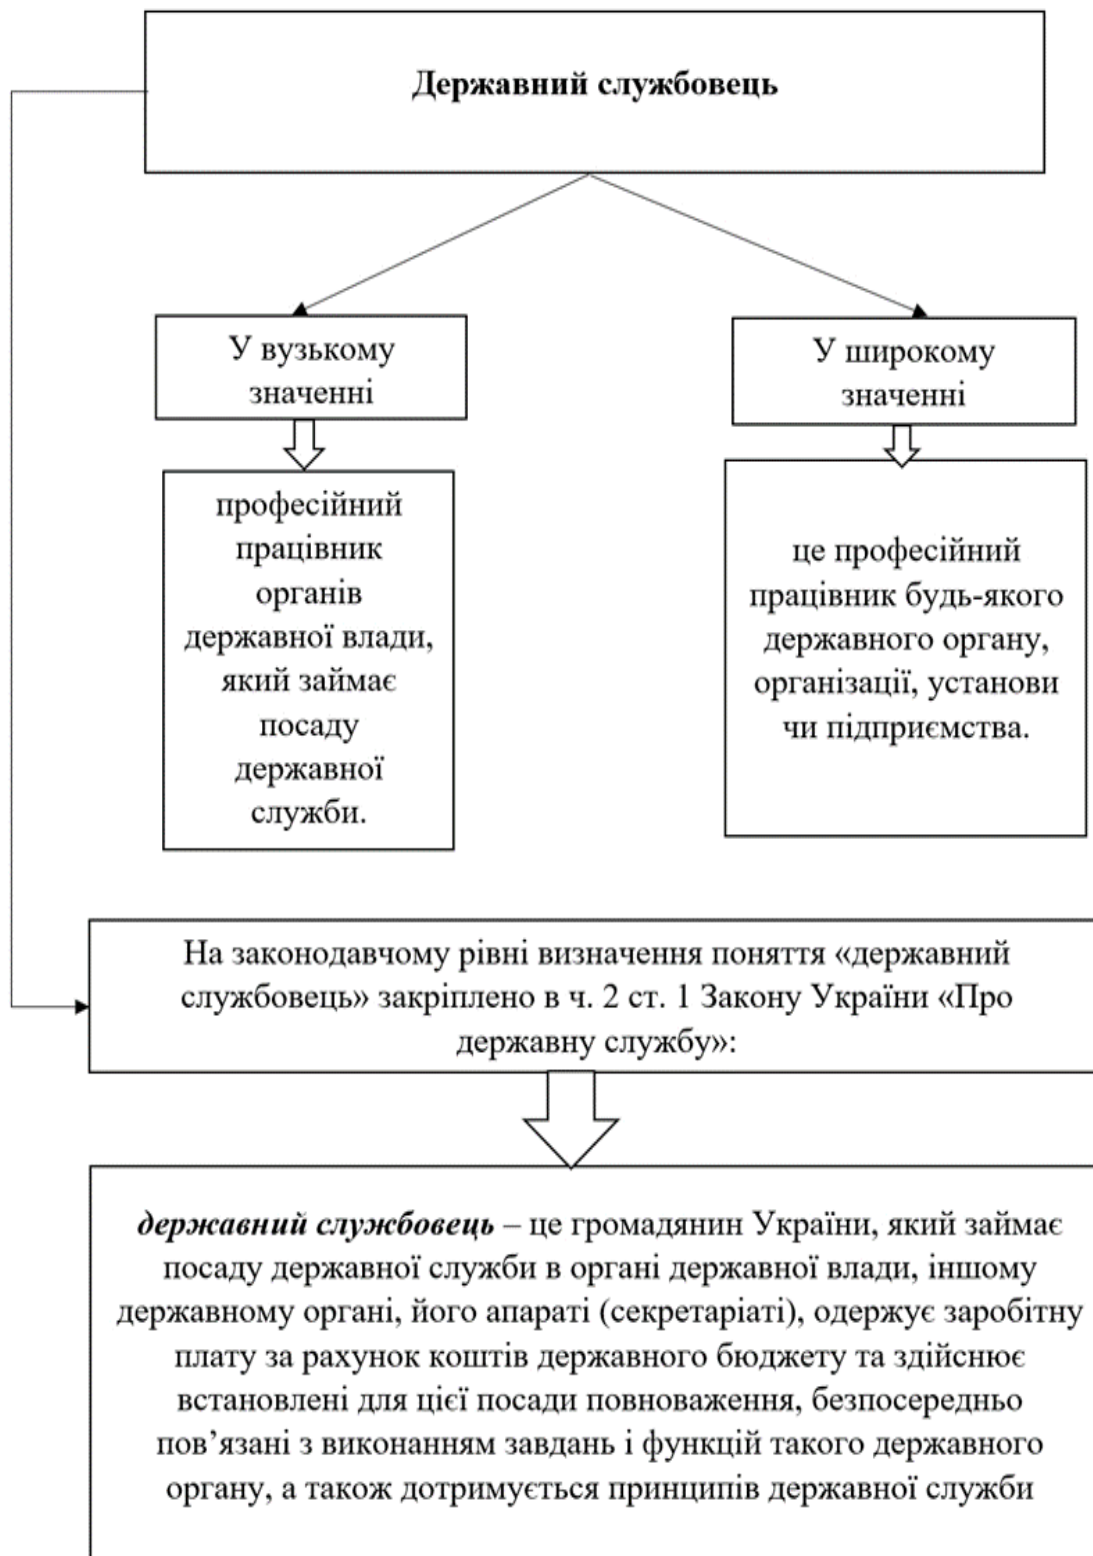 Державний службовець
У вузькому
значенні
У широкому
значенні
професійний
працівник
органів
державної влади,
який займає
посаду
державної
служби.
це професійний
працівник будь-якого
державного органу,
організації, установи
чи підприємства.
На законодавчому рівні визначення поняття «державний
службовець» закріплено в ч. 2 ст. 1 Закону України «Про
державну службу»:
державний службовець – це громадянин України, який займає
посаду державної служби в органі державної влади, іншому
державному органі, його апараті (секретаріаті), одержує заробітну
плату за рахунок коштів державного бюджету та здійснює
встановлені для цієї посади повноваження, безпосередньо
пов’язані з виконанням завдань і функцій такого державного
органу, а також дотримується принципів державної служби